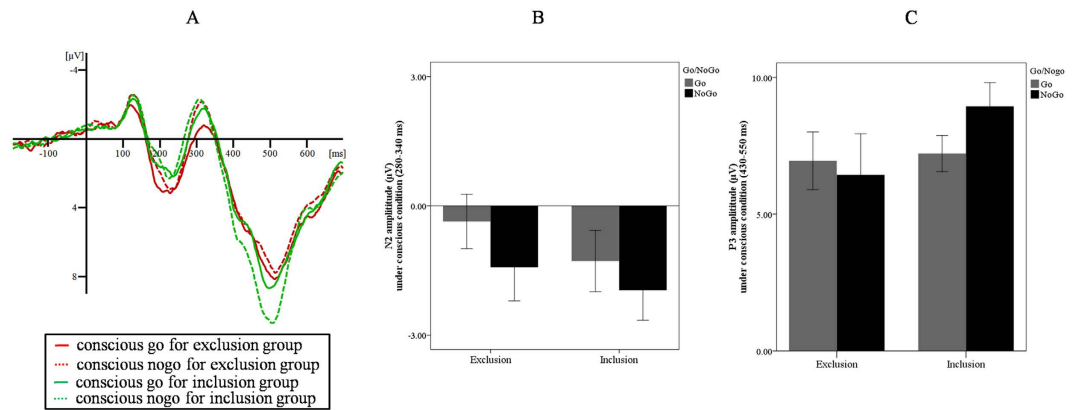 A
[μV]
-4
-100
100
200
300
400
500
600
[ms]
4
8
conscious go for exclusion group
conscious nogo for exclusion group
conscious go for inclusion group
conscious nogo for inclusion group
B
N2 amplititude (μV)
under conscious condition (280-340 ms)
3.00
0.00
-3.00
Exclusion
Inclusion
Go/NoGo
Go
NoGo
C
P3 amplititude (μV)
under conscious condition (430-550 ms)
10.00
5.00
.00
Exclusion
Inclusion
Go/Nogo
Go
NoGo